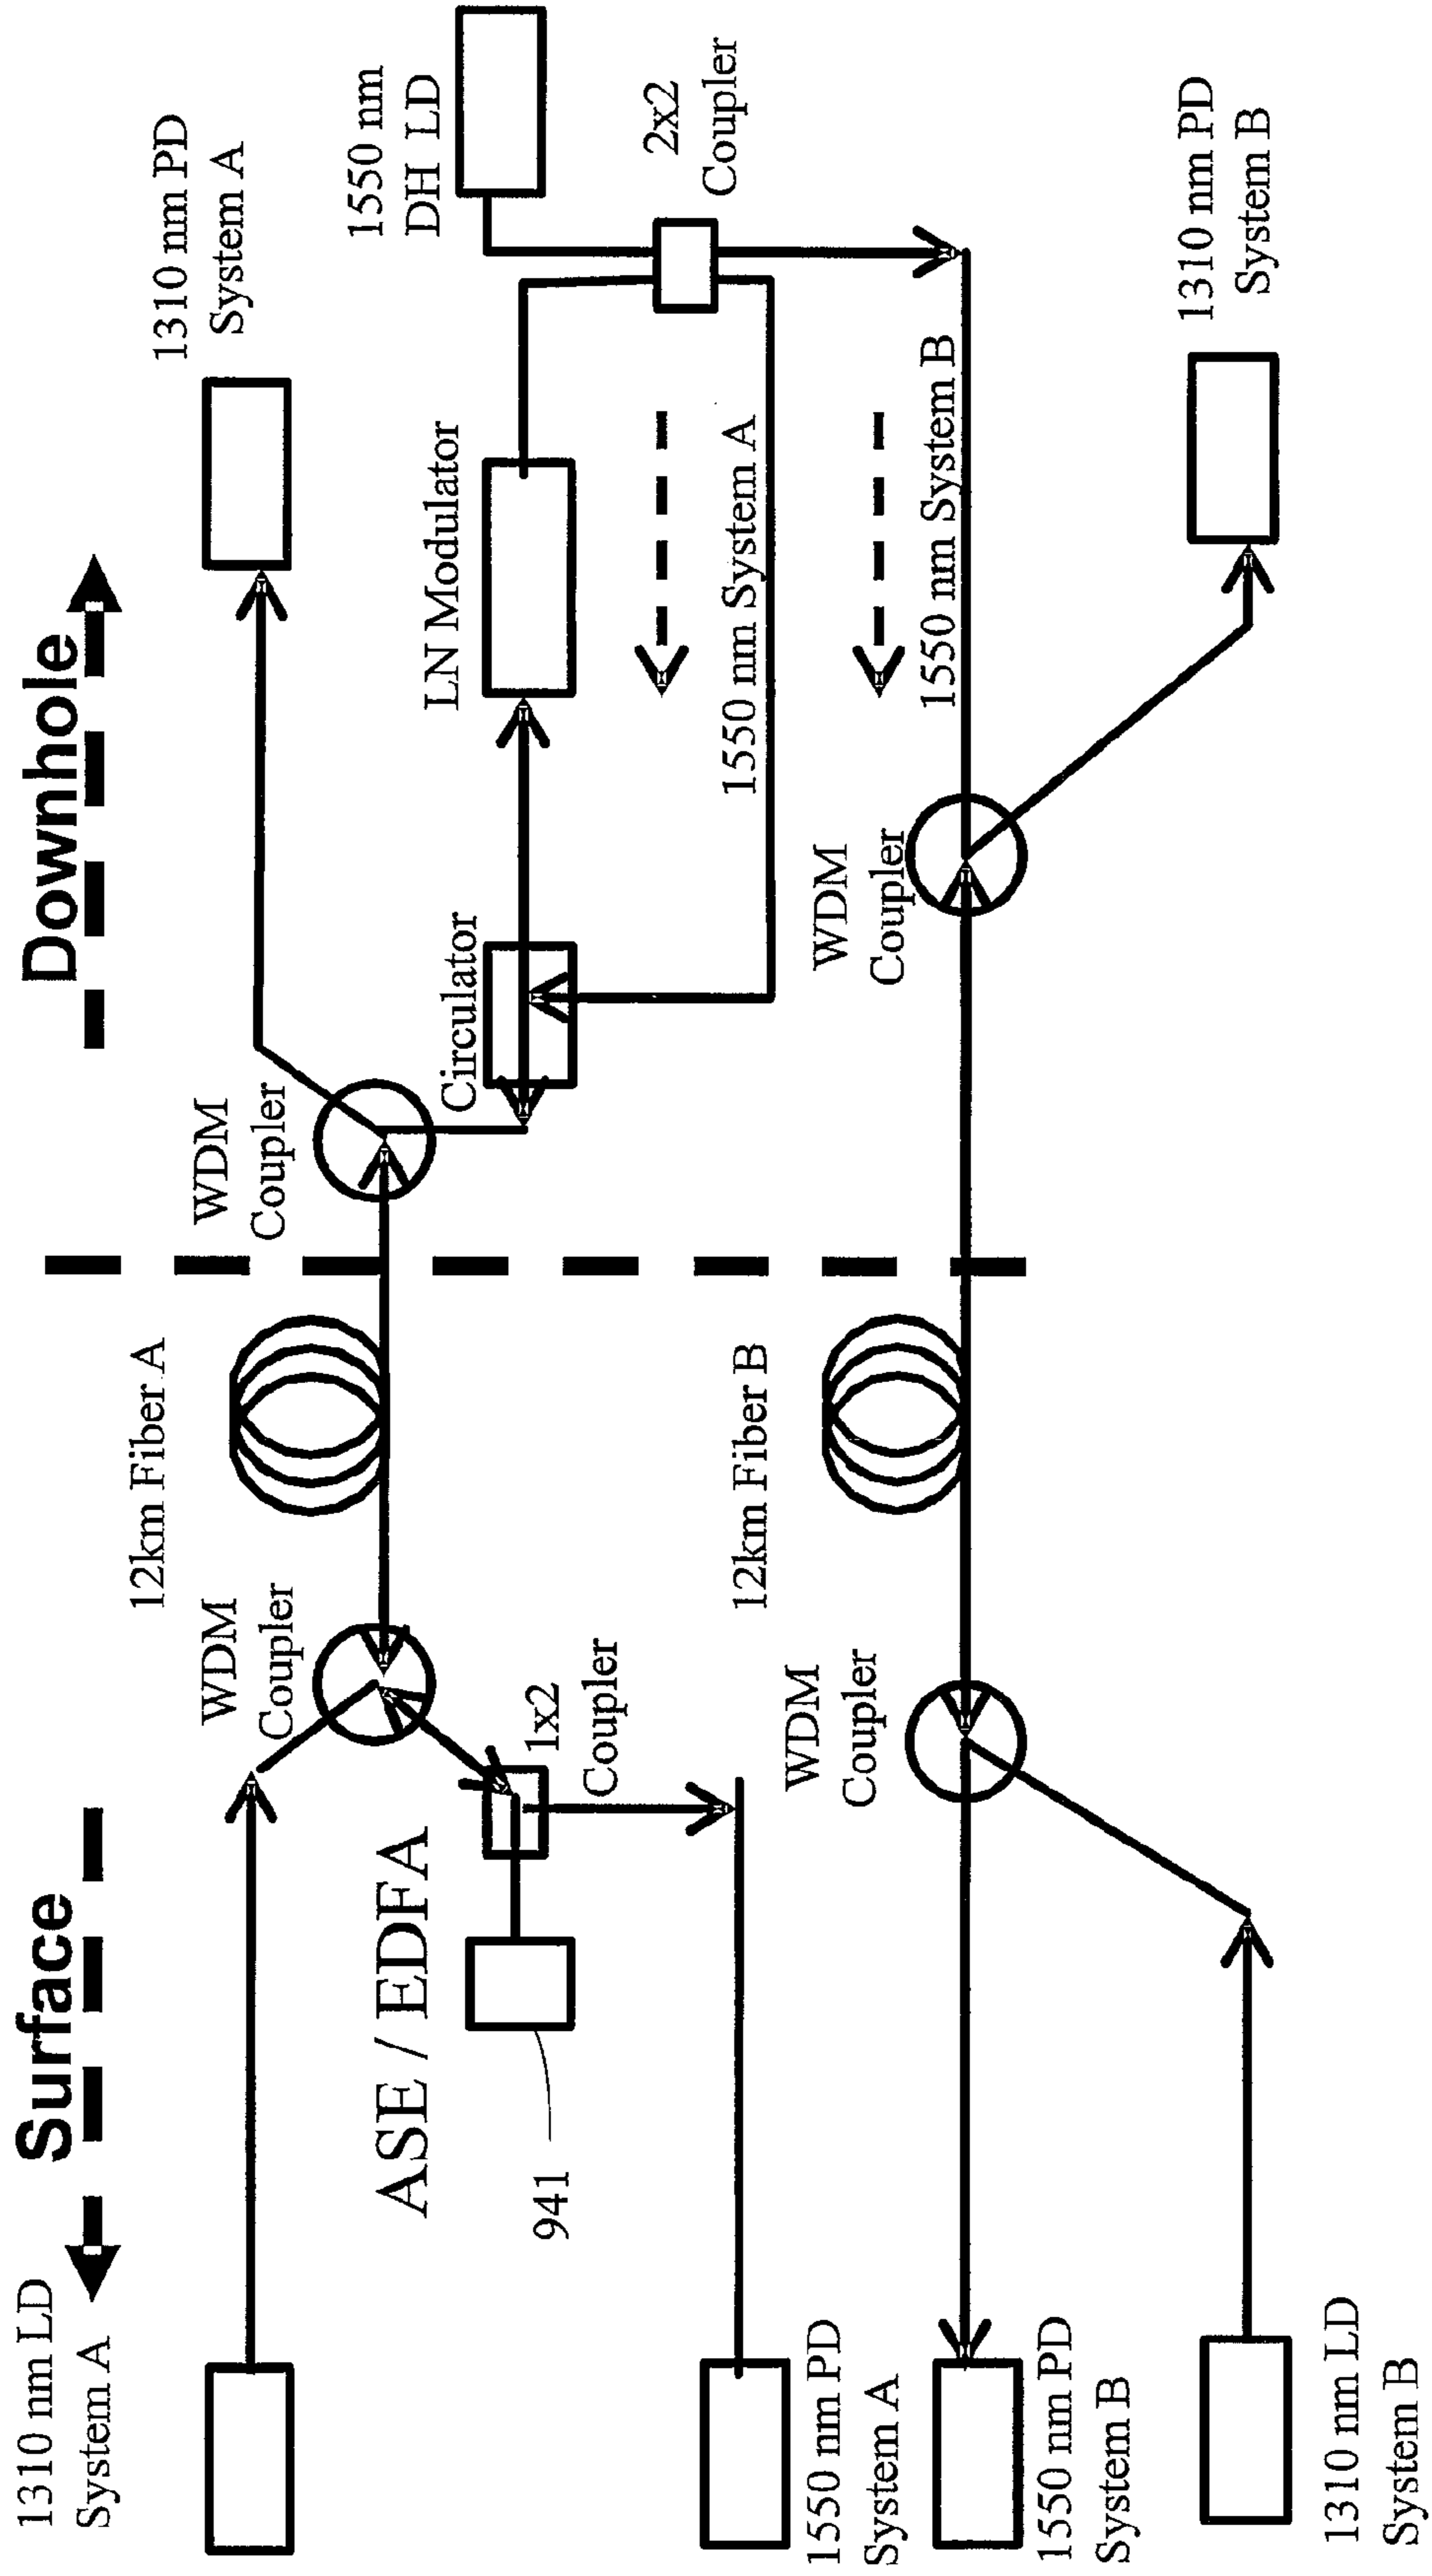 Surface
Downhole
1310 nm LD
System A
12km Fiber A
1310 nm PD
System A
WDM
Coupler
WDM
Coupler
1550 nm
DH LD
ASE / EDFA
Circulator
LN Modulator
941
1x2
Coupler
2x2
Coupler
1550 nm System A
12km Fiber B
1550 nm PD
System A
WDM
Coupler
WDM
Coupler
1550 nm System B
1550 nm PD
System B
1310 nm PD
System B
1310 nm LD
System B